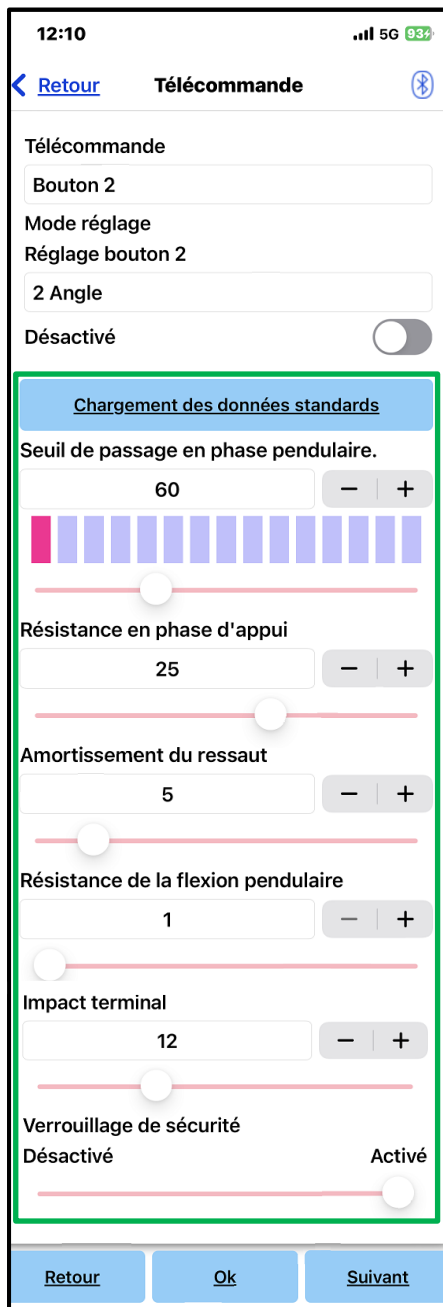 12:10 5G 93
Retour Télécommande
Télécommande
Bouton 2
Mode réglage
Réglage bouton 2
2 Angle
Désactivé
Chargement des données standards
Seuil de passage en phase pendulaire.
60 − +
Résistance en phase d'appui
25 − +
Amortissement du ressaut
5 − +
Résistance de la flexion pendulaire
1 − +
Impact terminal
12 − +
Verrouillage de sécurité
Désactivé Activé
Retour Ok Suivant